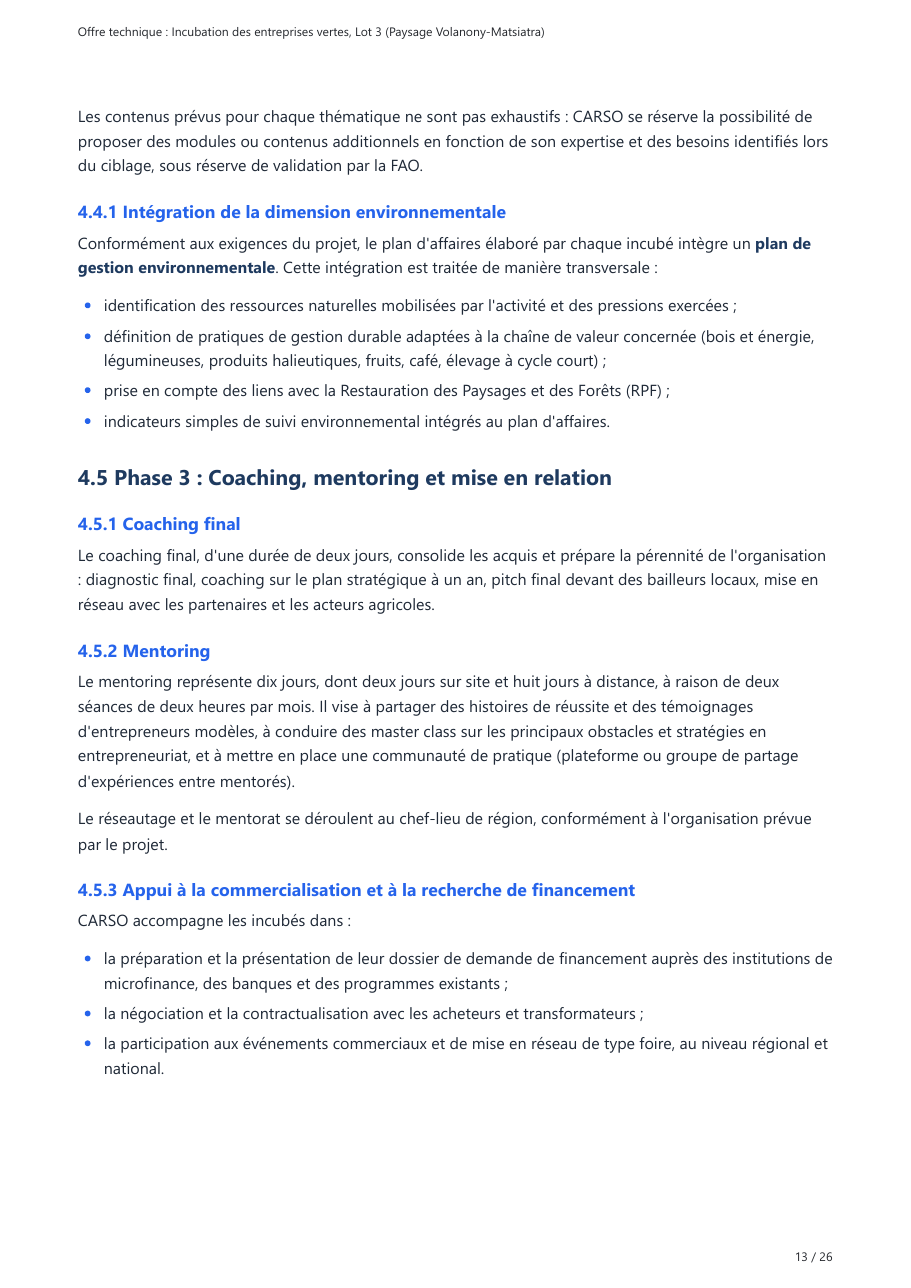 Offre technique : Incubation des entreprises vertes, Lot 3 (Paysage Volanony-Matsiatra)
Les contenus prévus pour chaque thématique ne sont pas exhaustifs : CARSO se réserve la possibilité de
proposer des modules ou contenus additionnels en fonction de son expertise et des besoins identifiés lors
du ciblage, sous réserve de validation par la FAO.
4.4.1 Intégration de la dimension environnementale
Conformément aux exigences du projet, le plan d'affaires élaboré par chaque incubé intègre un plan de
gestion environnementale. Cette intégration est traitée de manière transversale :
• identification des ressources naturelles mobilisées par l'activité et des pressions exercées ;
• définition de pratiques de gestion durable adaptées à la chaîne de valeur concernée (bois et énergie,
légumineuses, produits halieutiques, fruits, café, élevage à cycle court) ;
• prise en compte des liens avec la Restauration des Paysages et des Forêts (RPF) ;
• indicateurs simples de suivi environnemental intégrés au plan d'affaires.
4.5 Phase 3 : Coaching, mentoring et mise en relation
4.5.1 Coaching final
Le coaching final, d'une durée de deux jours, consolide les acquis et prépare la pérennité de l'organisation
: diagnostic final, coaching sur le plan stratégique à un an, pitch final devant des bailleurs locaux, mise en
réseau avec les partenaires et les acteurs agricoles.
4.5.2 Mentoring
Le mentoring représente dix jours, dont deux jours sur site et huit jours à distance, à raison de deux
séances de deux heures par mois. Il vise à partager des histoires de réussite et des témoignages
d'entrepreneurs modèles, à conduire des master class sur les principaux obstacles et stratégies en
entrepreneuriat, et à mettre en place une communauté de pratique (plateforme ou groupe de partage
d'expériences entre mentorés).
Le réseautage et le mentorat se déroulent au chef-lieu de région, conformément à l'organisation prévue
par le projet.
4.5.3 Appui à la commercialisation et à la recherche de financement
CARSO accompagne les incubés dans :
• la préparation et la présentation de leur dossier de demande de financement auprès des institutions de
microfinance, des banques et des programmes existants ;
• la négociation et la contractualisation avec les acheteurs et transformateurs ;
• la participation aux événements commerciaux et de mise en réseau de type foire, au niveau régional et
national.
13 / 26